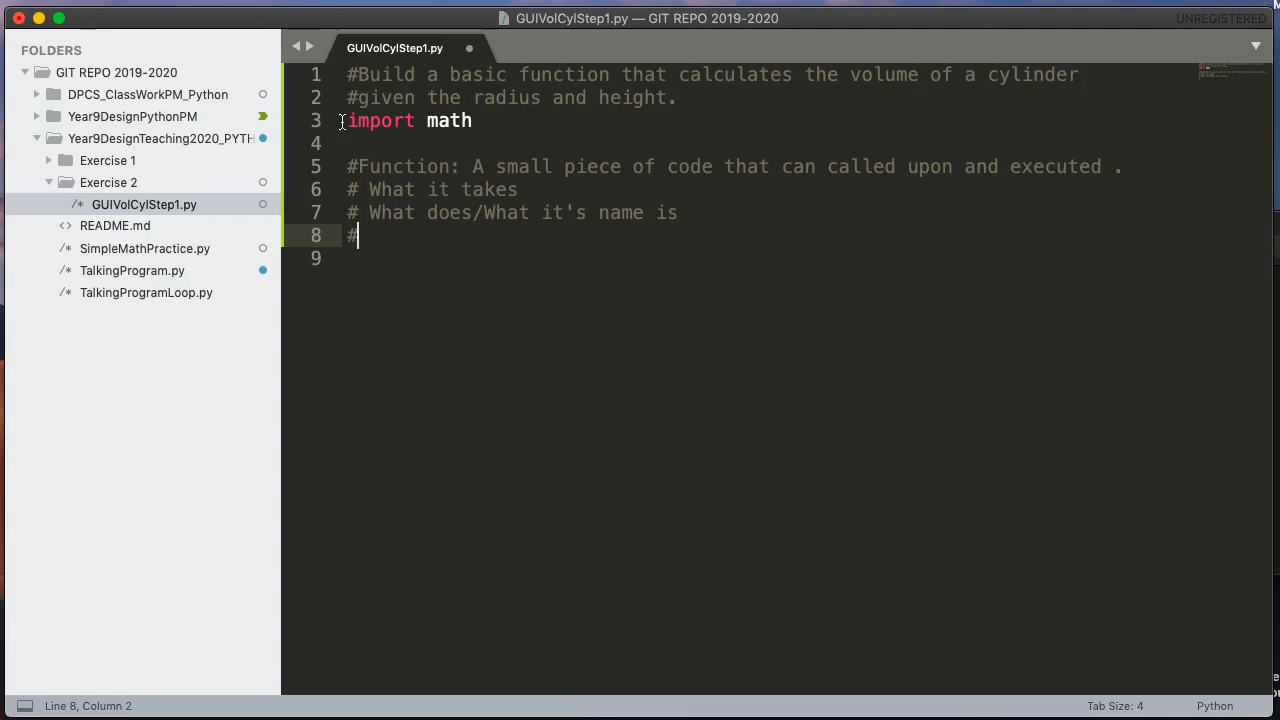 GUIVolCylStep1.py — GIT REPO 2019-2020
UNREGISTERED
FOLDERS
GIT REPO 2019-2020
DPCS_ClassWorkPM_Python
Year9DesignPythonPM
Year9DesignTeaching2020_PYTH
Exercise 1
Exercise 2
/* GUIVolCylStep1.py
<> README.md
/* SimpleMathPractice.py
/* TalkingProgram.py
/* TalkingProgramLoop.py
GUIVolCylStep1.py
1 #Build a basic function that calculates the volume of a cylinder
2 #given the radius and height.
3 import math
4
5 #Function: A small piece of code that can called upon and executed .
6 # What it takes
7 # What does/What it's name is
8 #
9
Line 8, Column 2
Tab Size: 4
Python